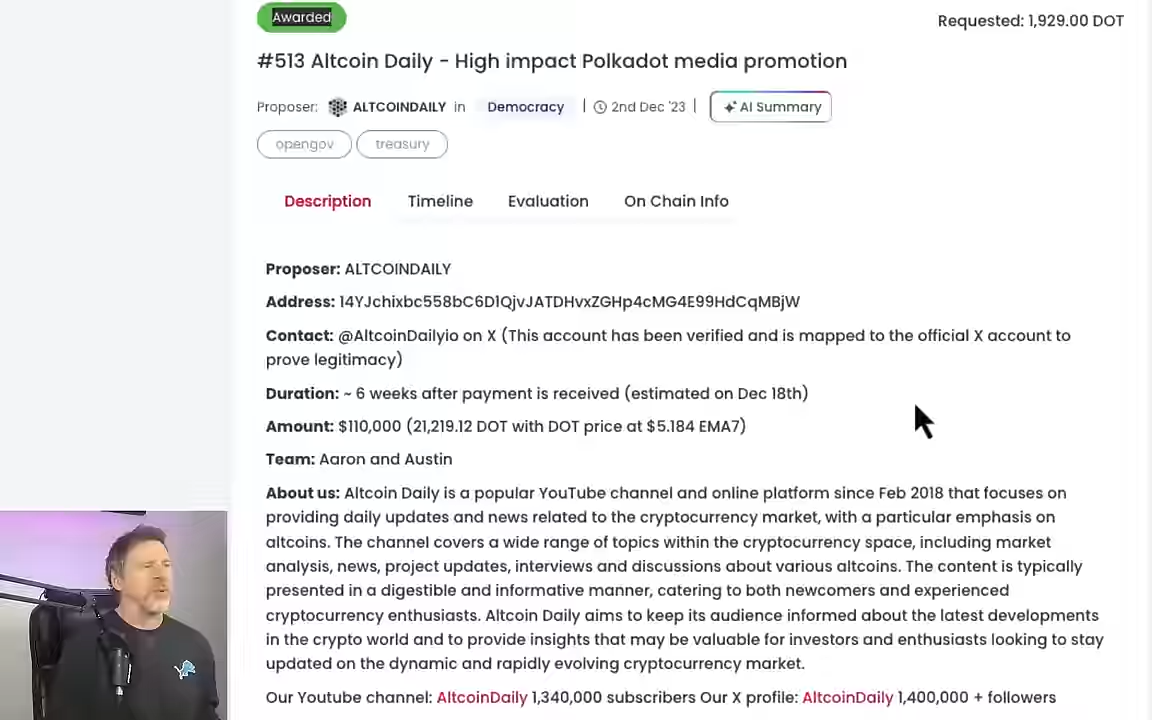 Awarded
Requested: 1,929.00 DOT
#513 Altcoin Daily - High impact Polkadot media promotion
Proposer: ALTCOINDAILY in Democracy | 2nd Dec '23 | AI Summary
opengov treasury
Description Timeline Evaluation On Chain Info
Proposer: ALTCOINDAILY
Address: 14YJchixbc558bC6D1QjvJATDHvxZGHp4cMG4E99HdCqMBjW
Contact: @AltcoinDailyio on X (This account has been verified and is mapped to the official X account to
prove legitimacy)
Duration: ~ 6 weeks after payment is received (estimated on Dec 18th)
Amount: $110,000 (21,219.12 DOT with DOT price at $5.184 EMA7)
Team: Aaron and Austin
About us: Altcoin Daily is a popular YouTube channel and online platform since Feb 2018 that focuses on
providing daily updates and news related to the cryptocurrency market, with a particular emphasis on
altcoins. The channel covers a wide range of topics within the cryptocurrency space, including market
analysis, news, project updates, interviews and discussions about various altcoins. The content is typically
presented in a digestible and informative manner, catering to both newcomers and experienced
cryptocurrency enthusiasts. Altcoin Daily aims to keep its audience informed about the latest developments
in the crypto world and to provide insights that may be valuable for investors and enthusiasts looking to stay
updated on the dynamic and rapidly evolving cryptocurrency market.
Our Youtube channel: AltcoinDaily 1,340,000 subscribers Our X profile: AltcoinDaily 1,400,000 + followers